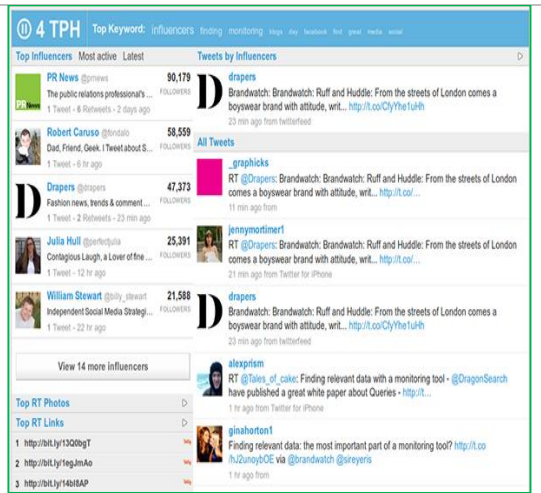 4 TPH Top Keyword: influencers finding monitoring blogs day facebook find great media social
Top Influencers Most active Latest
PR News @prnews 90,179
The public relations professional's ... FOLLOWERS
1 Tweet - 6 Retweets - 2 days ago
Robert Caruso @fondalo 58,559
Dad, Friend, Geek. I Tweet about S... FOLLOWERS
1 Tweet - 6 hr ago
Drapers @drapers 47,373
Fashion news, trends & comment ... FOLLOWERS
1 Tweet - 2 Retweets - 23 min ago
Julia Hull @perfectjulia 25,391
Contagious Laugh, a Lover of fine ... FOLLOWERS
1 Tweet - 12 hr ago
William Stewart @billy_stewart 21,588
Independent Social Media Strategi... FOLLOWERS
1 Tweet - 22 hr ago
View 14 more influencers
Top RT Photos
Top RT Links
1 http://bit.ly/13Q0bgT
2 http://bit.ly/1egJmAo
3 http://bit.ly/14bI8AP
Tweets by Influencers
drapers
Brandwatch: Brandwatch: Ruff and Huddle: From the streets of London comes a
boyswear brand with attitude, writ... http://t.co/CfyYhe1uHh
23 min ago from twitterfeed
All Tweets
_graphicks
RT @Drapers: Brandwatch: Brandwatch: Ruff and Huddle: From the streets of London
comes a boyswear brand with attitude, writ... http://t.co/…
11 min ago from
jennymortimer1
RT @Drapers: Brandwatch: Brandwatch: Ruff and Huddle: From the streets of London
comes a boyswear brand with attitude, writ... http://t.co/…
21 min ago from Twitter for iPhone
drapers
Brandwatch: Brandwatch: Ruff and Huddle: From the streets of London comes a
boyswear brand with attitude, writ... http://t.co/CfyYhe1uHh
23 min ago from twitterfeed
alexprism
RT @Tales_of_cake: Finding relevant data with a monitoring tool - @DragonSearch
have published a great white paper about Queries - http://t…
1 hr ago from Twitter for iPhone
ginahorton1
Finding relevant data: the most important part of a monitoring tool? http://t.co
/hJ2unoybOE via @brandwatch @sireyeris
1 hr ago from